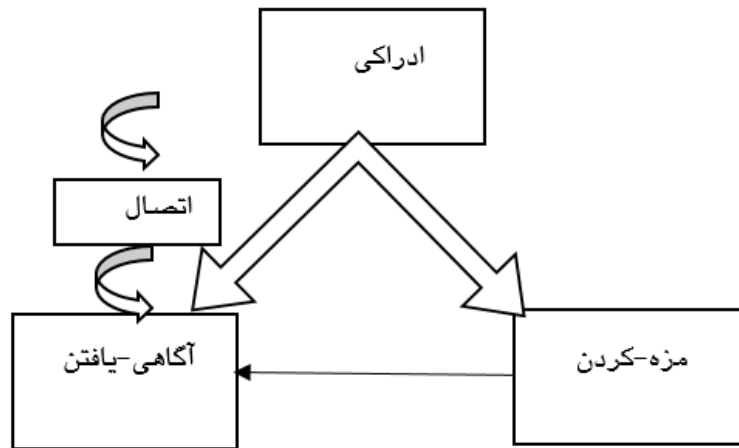 ادراکی
اتصال
آگاهی-یافتن
مزه-کردن